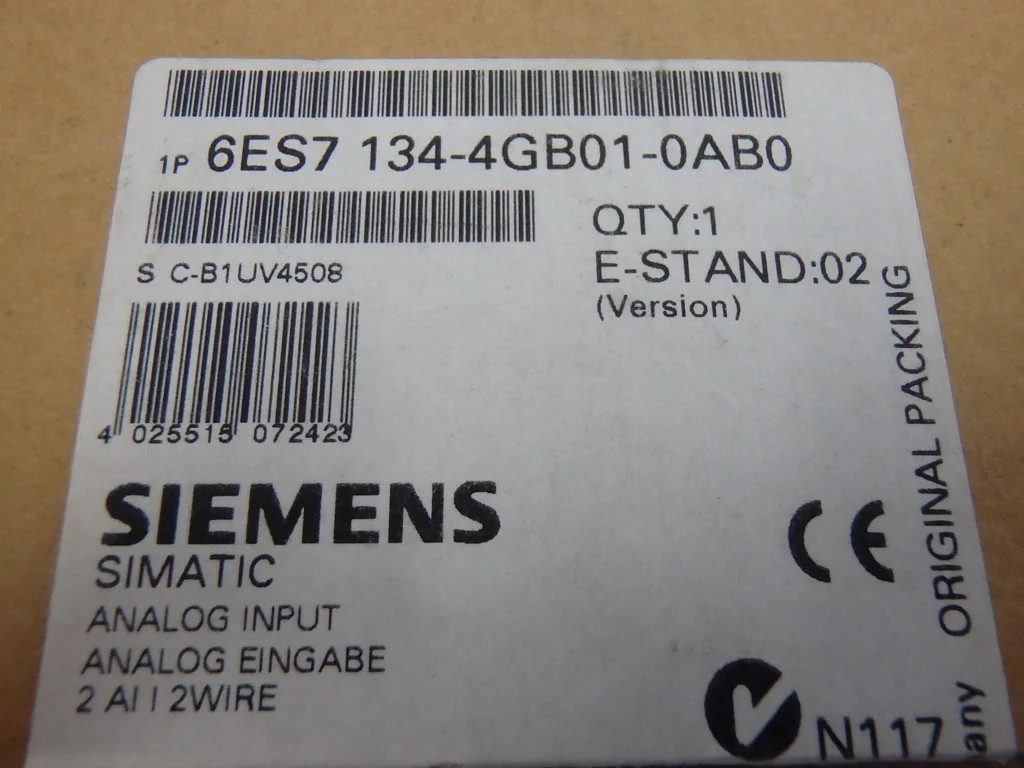 1P 6ES7 134-4GB01-0AB0
QTY:1
E-STAND:02
(Version)
S C-B1UV4508
4 025515 072423
SIEMENS
SIMATIC
ANALOG INPUT
ANALOG EINGABE
2 AI I 2WIRE
CE
N117
ORIGINAL PACKING
any